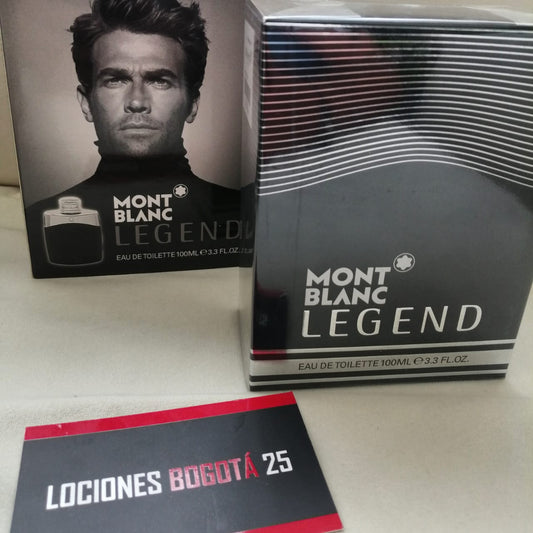 MONT
BLANC
LEGEND
EAU DE TOILETTE 100ML ℮ 3.3 FL.OZ.
MONT
BLANC
LEGEND
EAU DE TOILETTE 100ML ℮ 3.3 FL.OZ.
LOCIONES BOGOTÁ 25